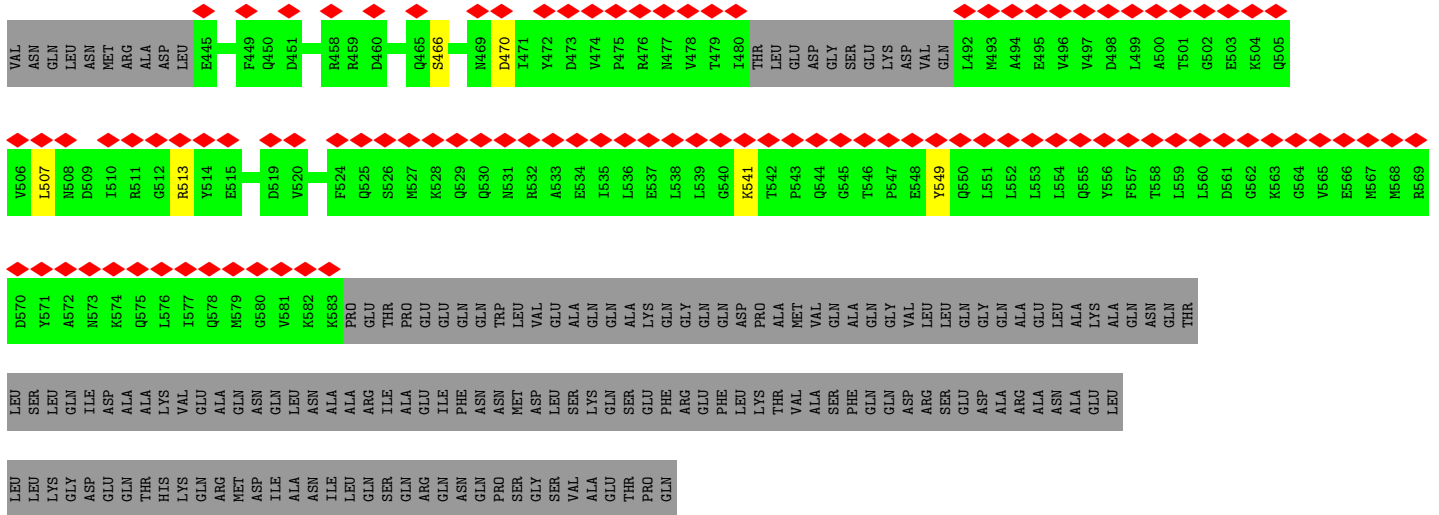 VAL ASN GLN LEU ASN MET ARG ALA ASP LEU E445 F449 Q450 D451 R458 R459 D460 Q465 S466 N469 D470 I471 Y472 D473 V474 P475 R476 N477 V478 T479 I480 THR LEU GLU ASP GLY SER GLU LYS ASP VAL GLN L492 M493 A494 E495 V496 V497 D498 L499 A500 T501 G502 E503 K504 Q505
V506 L507 N508 D509 I510 R511 G512 R513 Y514 E515 D519 V520 F524 Q525 S526 M527 K528 Q529 Q530 N531 R532 A533 E534 I535 L536 E537 L538 L539 G540 K541 T542 P543 Q544 G545 T546 P547 E548 Y549 Q550 L551 L552 L553 L554 Q555 Y556 F557 T558 L559 L560 D561 G562 K563 G564 V565 E566 M567 M568 R569
D570 Y571 A572 N573 K574 Q575 L576 I577 Q578 M579 G580 V581 K582 K583 PRO GLU THR PRO GLU GLU GLN GLN TRP LEU VAL GLU ALA GLN GLN ALA LYS GLN GLY GLN GLN ASP PRO ALA MET VAL GLN ALA GLN GLY VAL LEU LEU GLN GLY GLN ALA GLU LEU ALA LYS ALA GLN ASN GLN THR
LEU SER LEU GLN ILE ASP ALA ALA LYS VAL GLU ALA GLN ASN GLN LEU ASN ALA ALA ARG ILE ALA GLU ILE PHE ASN ASN MET ASP LEU SER LYS GLN SER GLU PHE ARG GLU PHE LEU LYS THR VAL ALA SER PHE GLN GLN ASP ARG SER GLU ASP ALA ARG ALA ASN ALA GLU LEU
LEU LEU LYS GLY ASP GLU GLN THR HIS LYS GLN ARG MET ASP ILE ALA ASN ILE LEU GLN SER GLN ARG GLN ASN GLN PRO SER GLY SER VAL ALA GLU THR PRO GLN